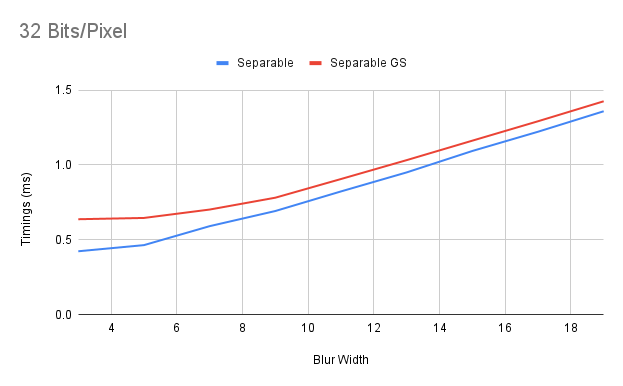 32 Bits/Pixel
Separable Separable GS
1.5
1.0
0.5
0.0
Timings (ms)
4 6 8 10 12 14 16 18
Blur Width